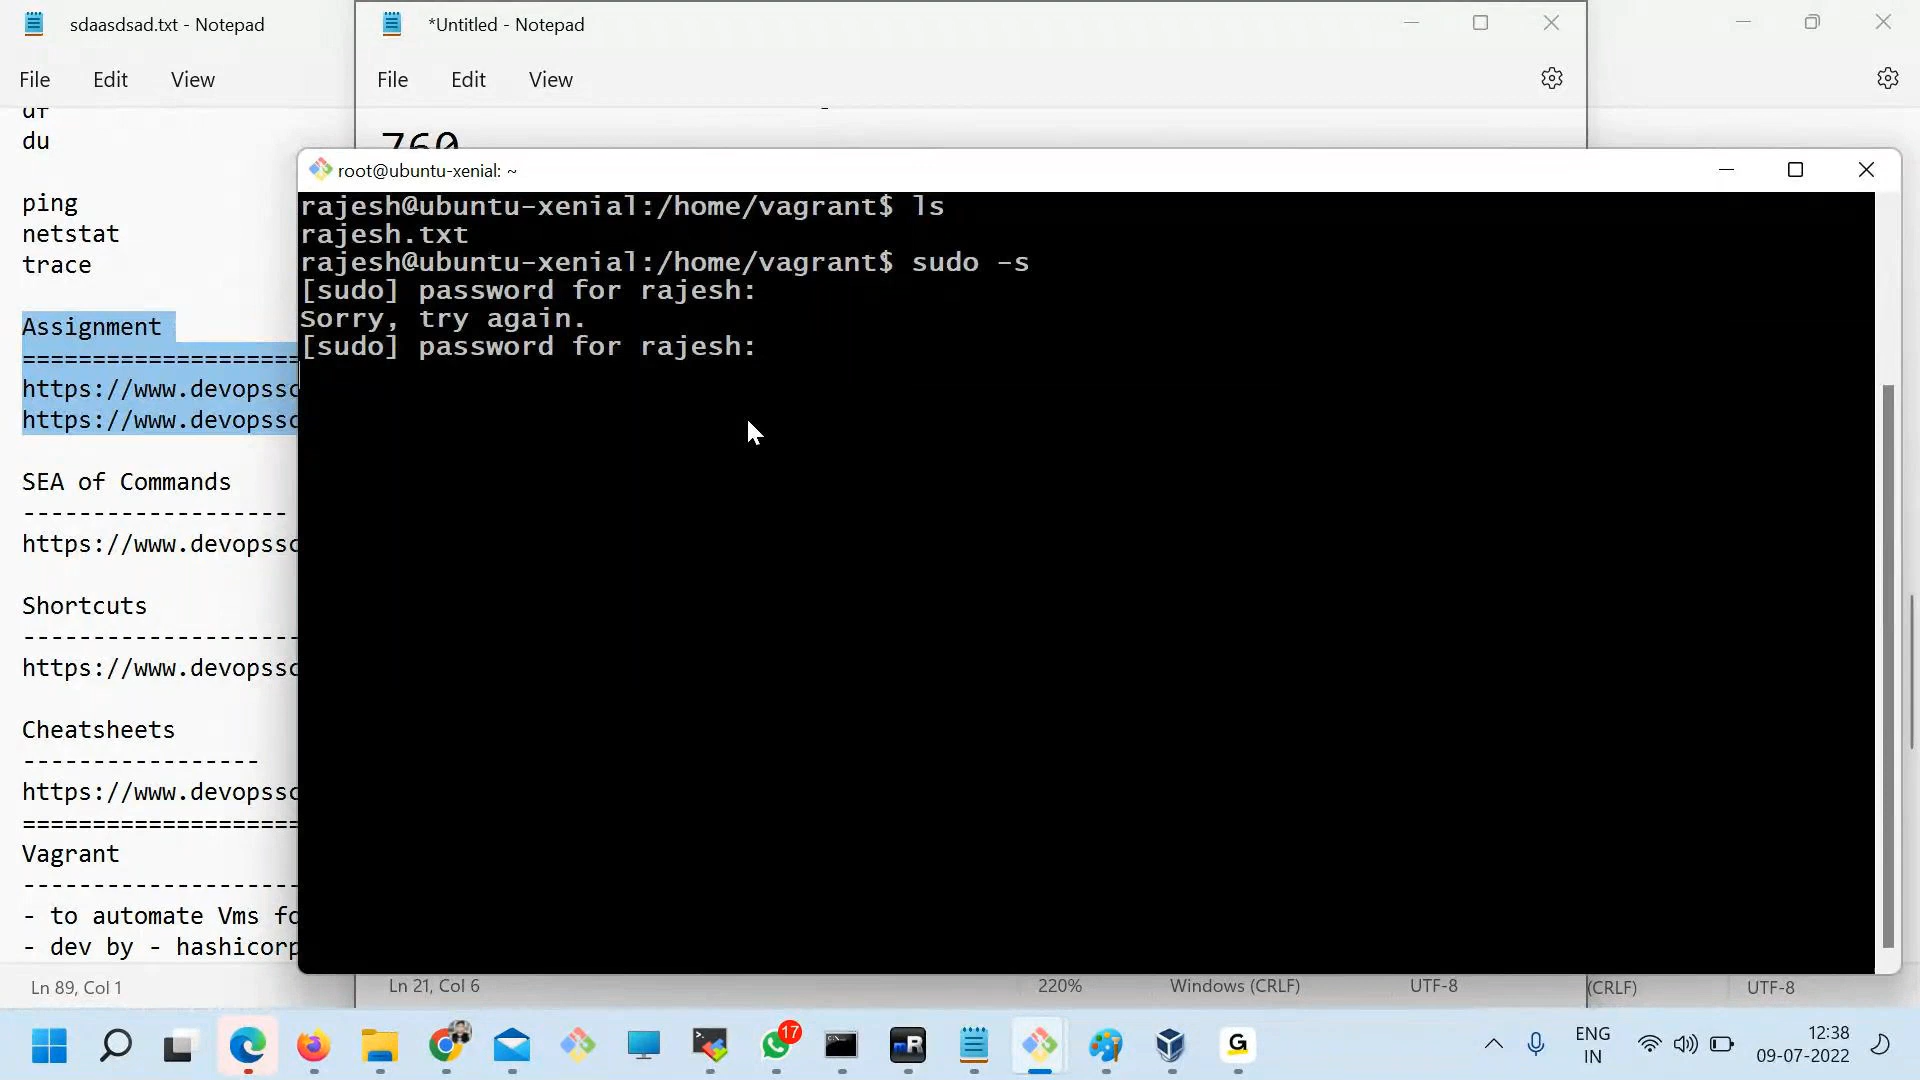 sdaasdsad.txt - Notepad
*Untitled - Notepad
File Edit View
File Edit View
df
du
760
ping
netstat
trace
Assignment
=====================
https://www.devopssc
https://www.devopssc
SEA of Commands
-------------------
https://www.devopssc
Shortcuts
--------------------
https://www.devopssc
Cheatsheets
-----------------
https://www.devopssc
=====================
Vagrant
--------------------
- to automate Vms fo
- dev by - hashicorp
root@ubuntu-xenial: ~
rajesh@ubuntu-xenial:/home/vagrant$ ls
rajesh.txt
rajesh@ubuntu-xenial:/home/vagrant$ sudo -s
[sudo] password for rajesh:
Sorry, try again.
[sudo] password for rajesh:
Ln 89, Col 1
Ln 21, Col 6
220%
Windows (CRLF)
UTF-8
(CRLF)
UTF-8
17
ENG
IN
12:38
09-07-2022